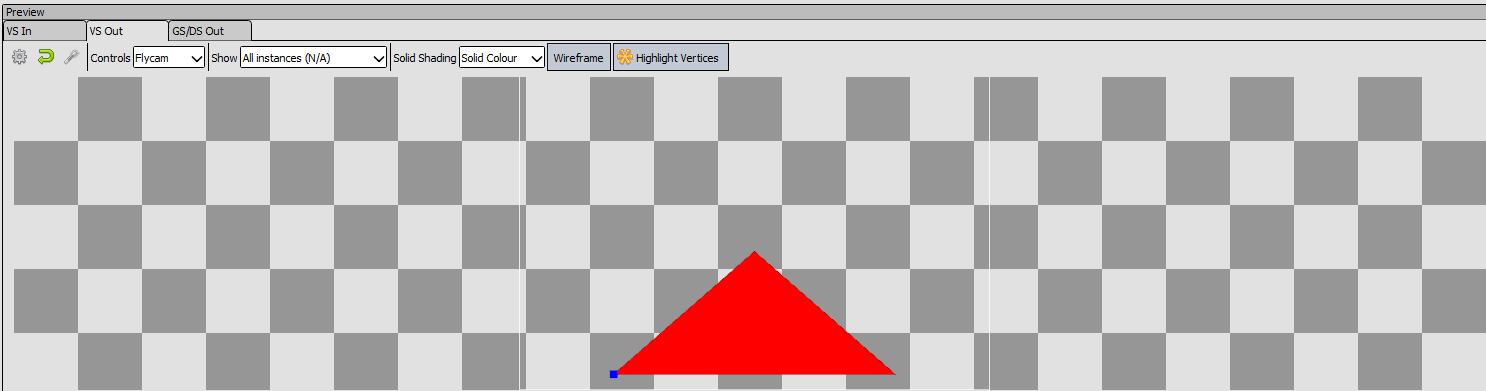 Preview
VS In VS Out GS/DS Out
Controls Flycam Show All instances (N/A) Solid Shading Solid Colour Wireframe Highlight Vertices